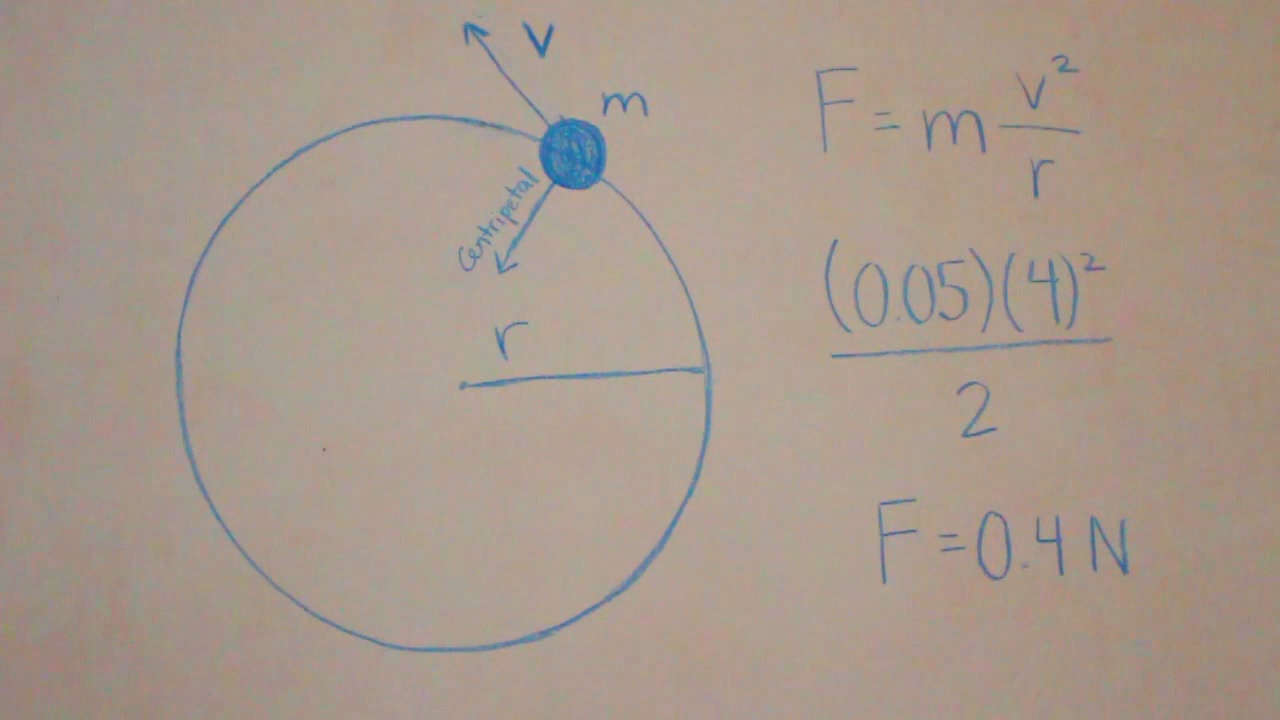 v
m
Centripetal
r
F = m v²/r
(0.05)(4)²
2
F = 0.4 N